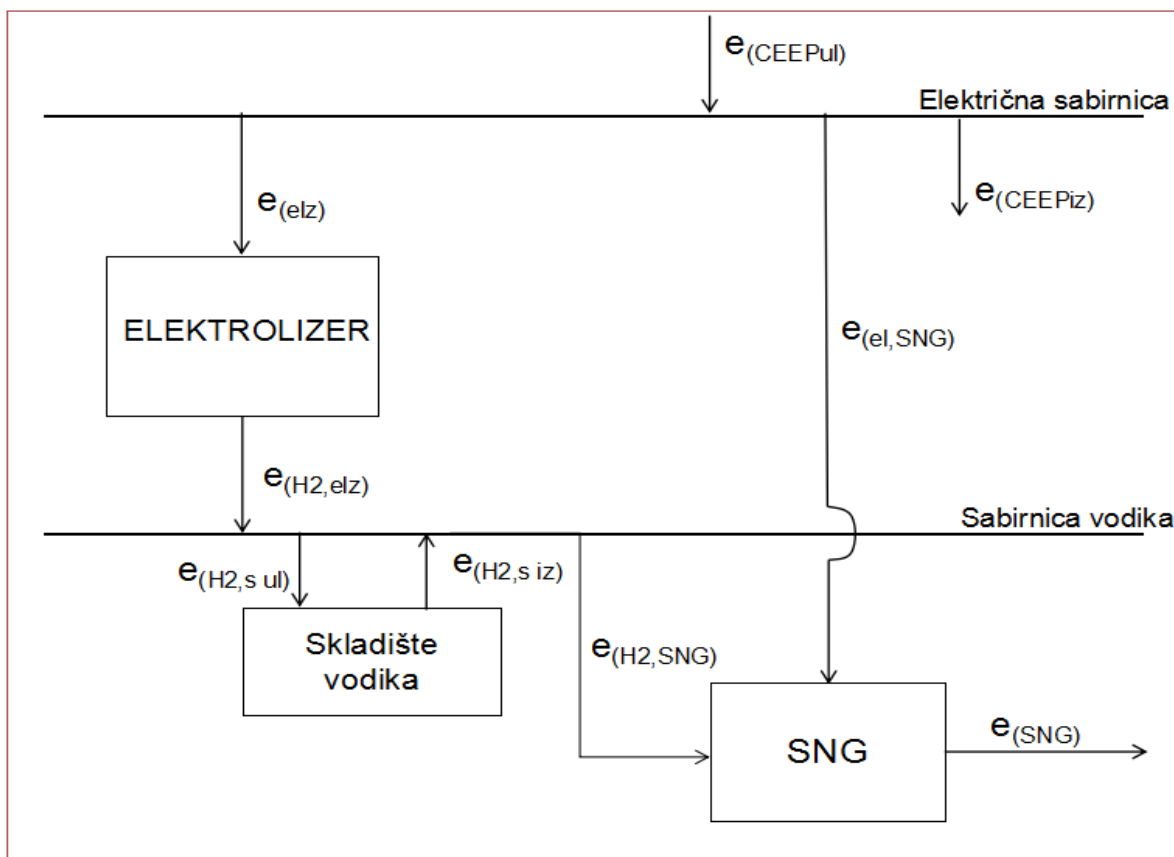 e(CEEPul)
Električna sabirnica
e(elz)
e(CEEPiz)
ELEKTROLIZER
e(el,SNG)
e(H2,elz)
Sabirnica vodika
e(H2,s ul)
e(H2,s iz)
Skladište
vodika
e(H2,SNG)
SNG
e(SNG)